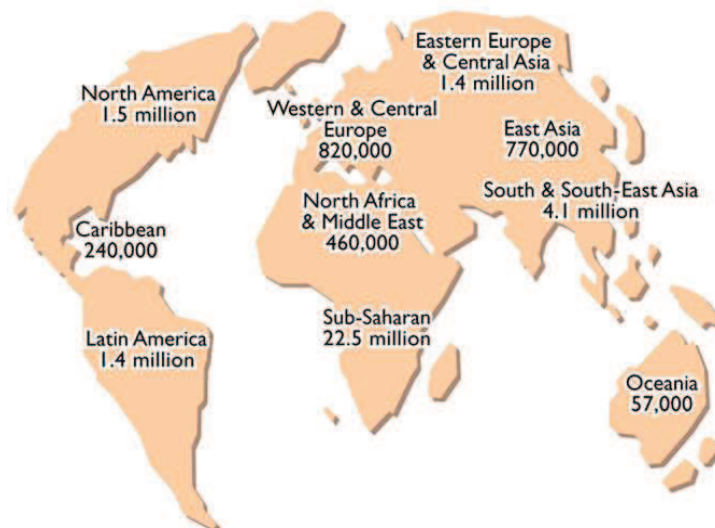 North America
1.5 million
Eastern Europe
& Central Asia
1.4 million
Western & Central
Europe
820,000
East Asia
770,000
Caribbean
240,000
North Africa
& Middle East
460,000
South & South-East Asia
4.1 million
Latin America
1.4 million
Sub-Saharan
22.5 million
Oceania
57,000